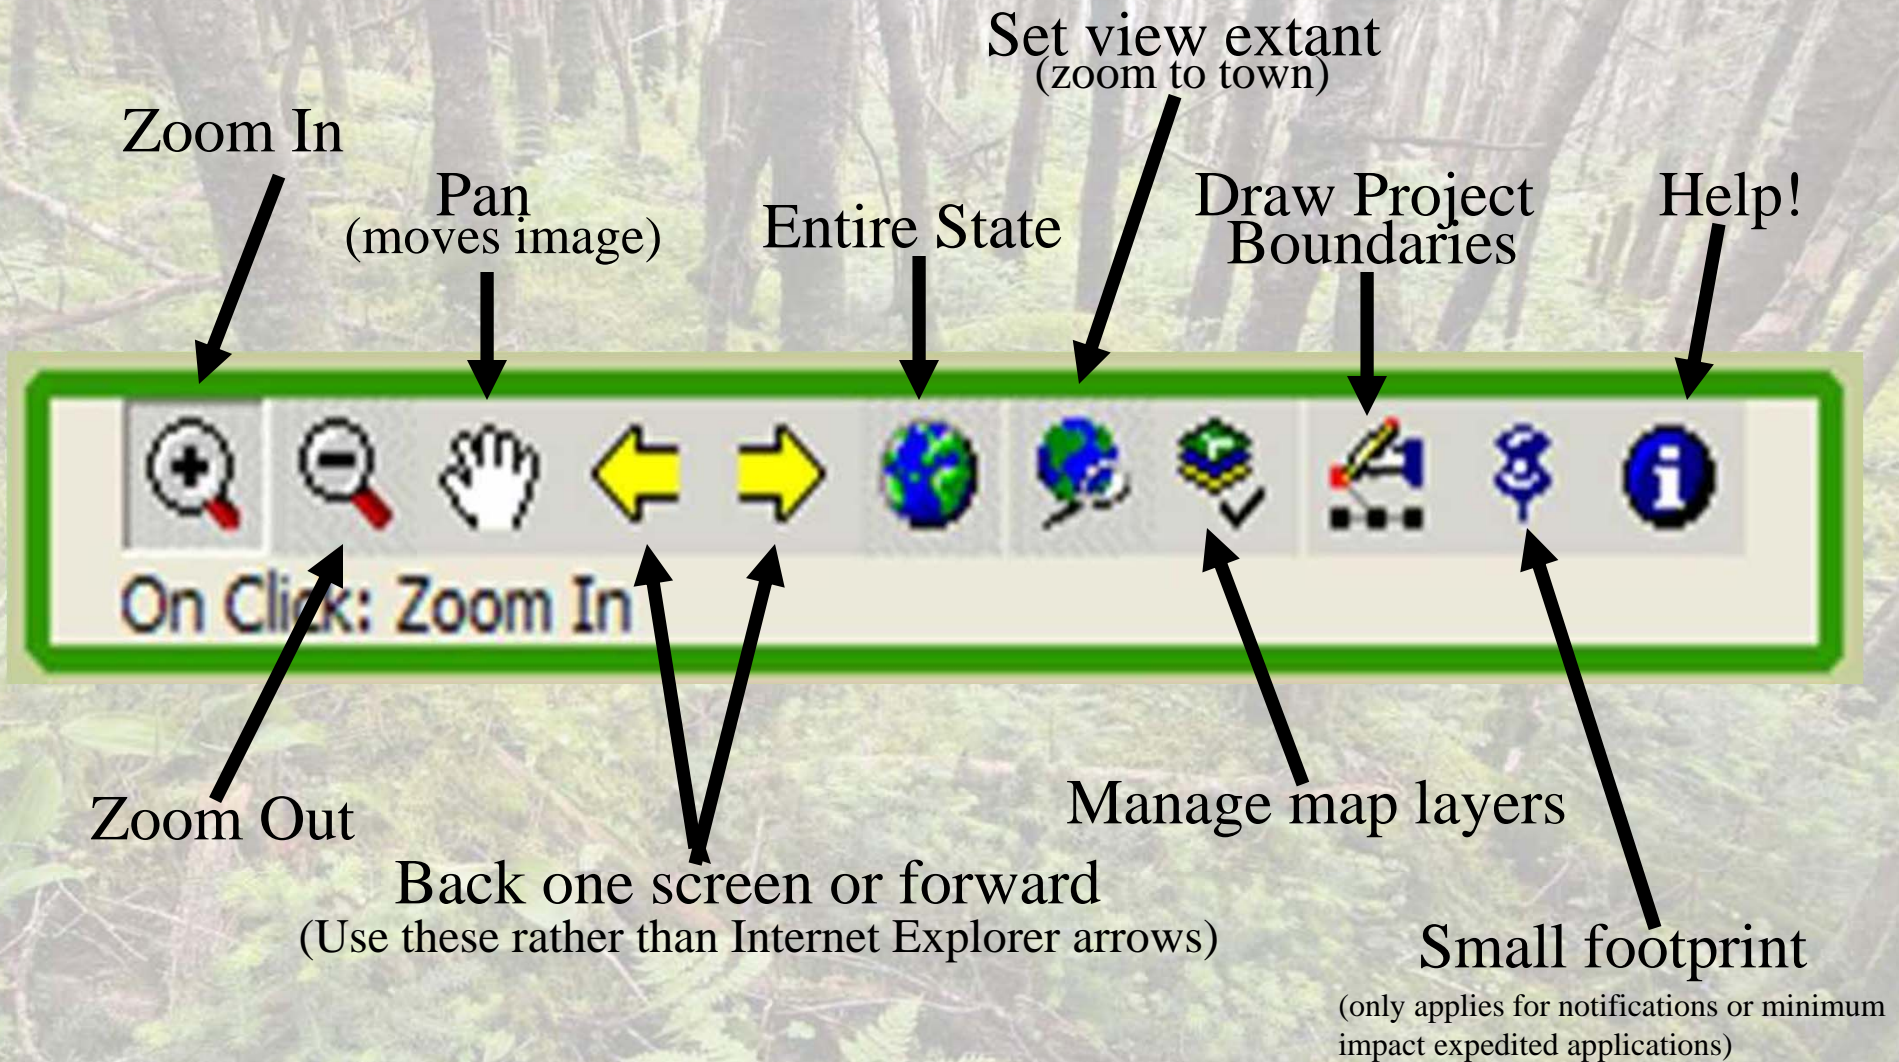 Set view extant
(zoom to town)
Zoom In
Pan
(moves image)
Entire State
Draw Project
Boundaries
Help!
On Click: Zoom In
Zoom Out
Manage map layers
Back one screen or forward
(Use these rather than Internet Explorer arrows)
Small footprint
(only applies for notifications or minimum
impact expedited applications)